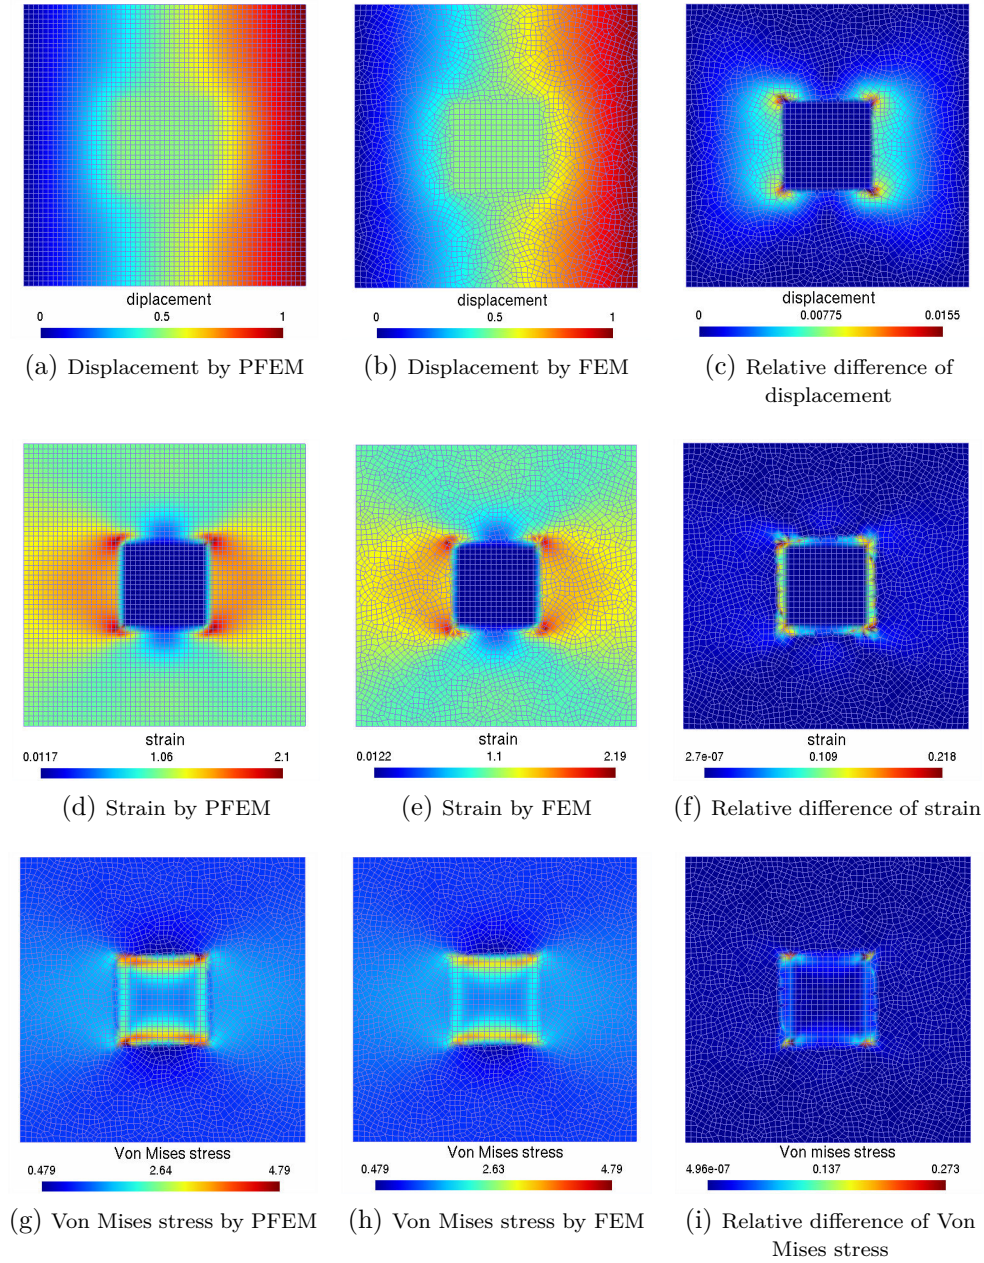 diplacement
0 0.5 1
(a) Displacement by PFEM
displacement
0 0.5 1
(b) Displacement by FEM
displacement
0 0.00775 0.0155
(c) Relative difference of
displacement
strain
0.0117 1.06 2.1
(d) Strain by PFEM
strain
0.0122 1.1 2.19
(e) Strain by FEM
strain
2.7e-07 0.109 0.218
(f) Relative difference of strain
Von Mises stress
0.479 2.64 4.79
(g) Von Mises stress by PFEM
Von Mises stress
0.479 2.63 4.79
(h) Von Mises stress by FEM
Von mises stress
4.96e-07 0.137 0.273
(i) Relative difference of Von
Mises stress